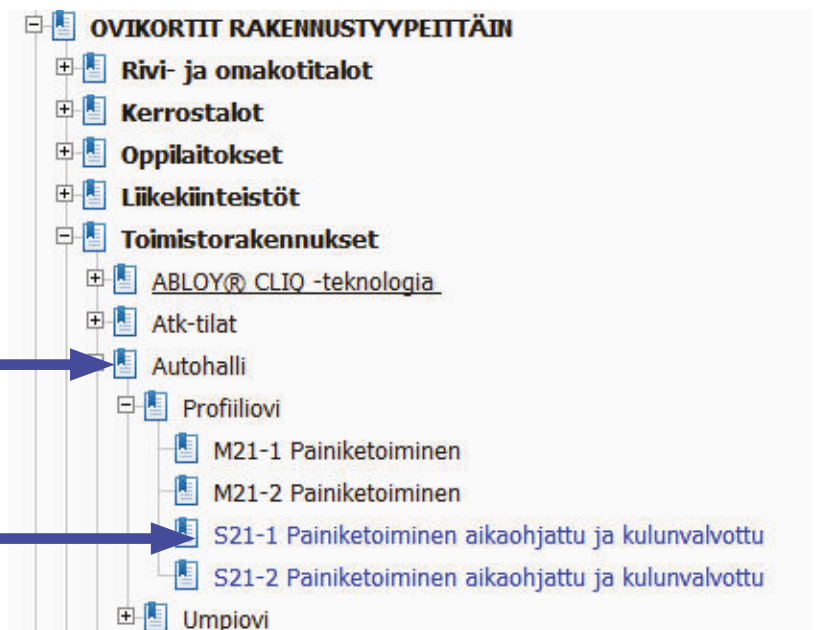 OVIKORTIT RAKENNUSTYYPEITTÄIN
Rivi- ja omakotitalot
Kerrostalot
Oppilaitokset
Liikekiinteistöt
Toimistorakennukset
ABLOY® CLIQ -teknologia
Atk-tilat
Autohalli
Profiiliovi
M21-1 Painiketoiminen
M21-2 Painiketoiminen
S21-1 Painiketoiminen aikaohjattu ja kulunvalvottu
S21-2 Painiketoiminen aikaohjattu ja kulunvalvottu
Umpiovi